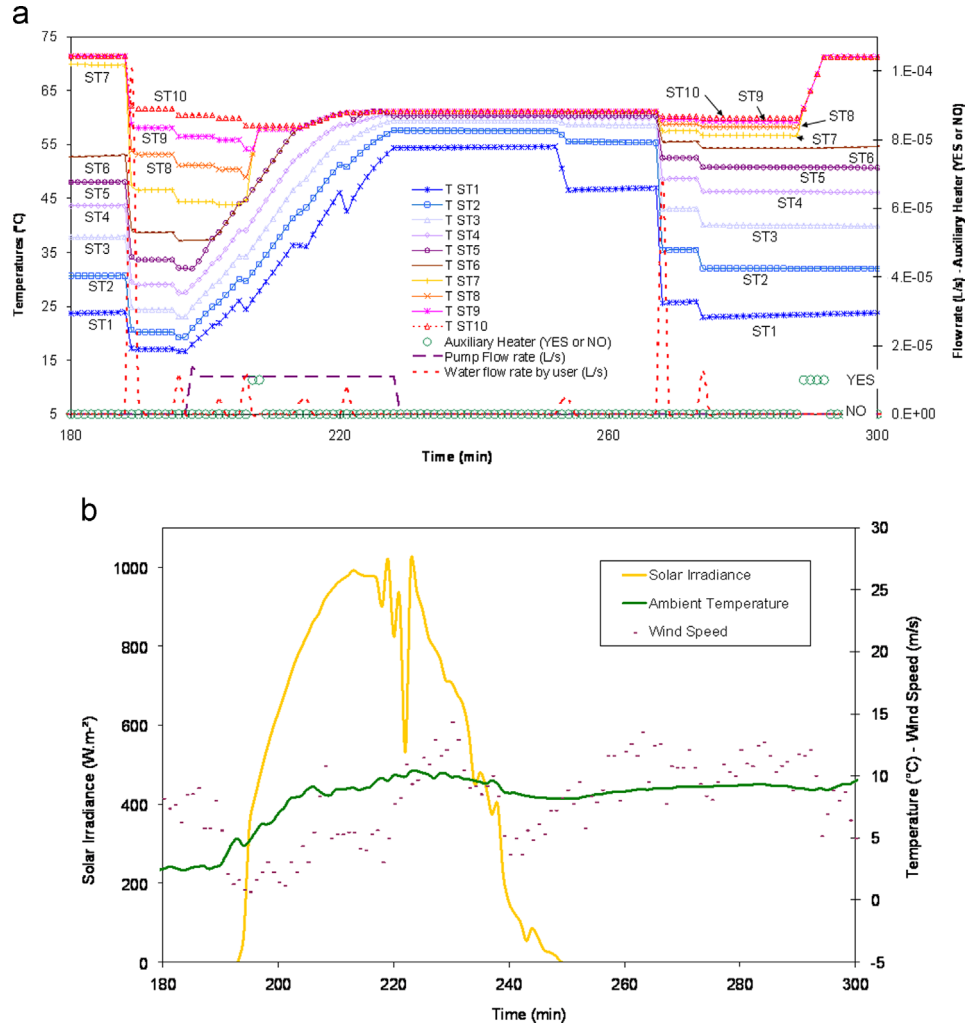 a
Temperatures (°C)
75
65
55
45
35
25
15
5
180
220
260
300
Time (min)
1.E-04
8.E-05
6.E-05
4.E-05
2.E-05
0.E+00
Flow rate (L/s) - Auxiliary Heater (YES or NO)
ST7
ST6
ST5
ST4
ST3
ST2
ST1
ST10
ST9
ST8
T ST1
T ST2
T ST3
T ST4
T ST5
T ST6
T ST7
T ST8
T ST9
T ST10
Auxiliary Heater (YES or NO)
Pump Flow rate (L/s)
Water flow rate by user (L/s)
ST10
ST9
ST8
ST7
ST6
ST5
ST4
ST3
ST2
ST1
YES
NO
b
Solar Irradiance (W.m-²)
1000
800
600
400
200
0
180
200
220
240
260
280
300
Time (min)
30
25
20
15
10
5
0
-5
Temperature (°C) - Wind Speed (m/s)
Solar Irradiance
Ambient Temperature
Wind Speed